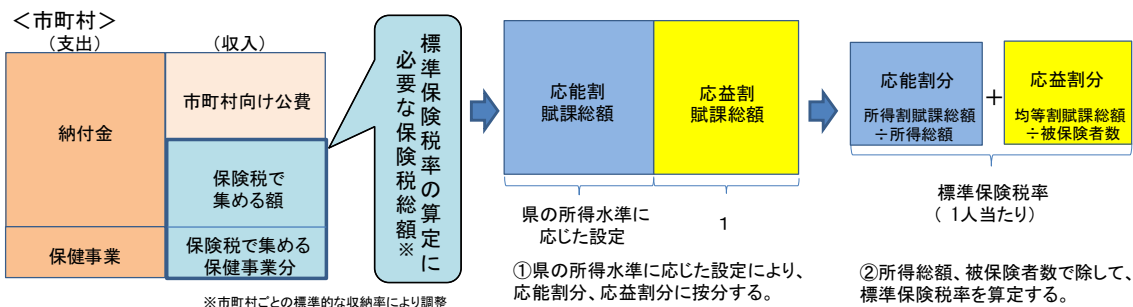 ＜市町村＞
（支出）
（収入）
納付金
保健事業
市町村向け公費
保険税で
集める額
保険税で集める
保健事業分
標準保険税率の算定に
必要な保険税総額※
※市町村ごとの標準的な収納率により調整
応能割
賦課総額
応益割
賦課総額
県の所得水準に
応じた設定
1
①県の所得水準に応じた設定により、
応能割分、応益割分に按分する。
応能割分
所得割賦課総額
÷所得総額
＋
応益割分
均等割賦課総額
÷被保険者数
標準保険税率
（ 1人当たり）
②所得総額、被保険者数で除して、
標準保険税率を算定する。